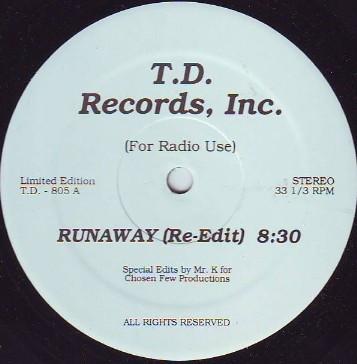 T.D.
Records, Inc.
(For Radio Use)
Limited Edition
T.D. - 805 A
STEREO
33 1/3 RPM
RUNAWAY (Re-Edit) 8:30
Special Edits by Mr. K for
Chosen Few Productions
ALL RIGHTS RESERVED